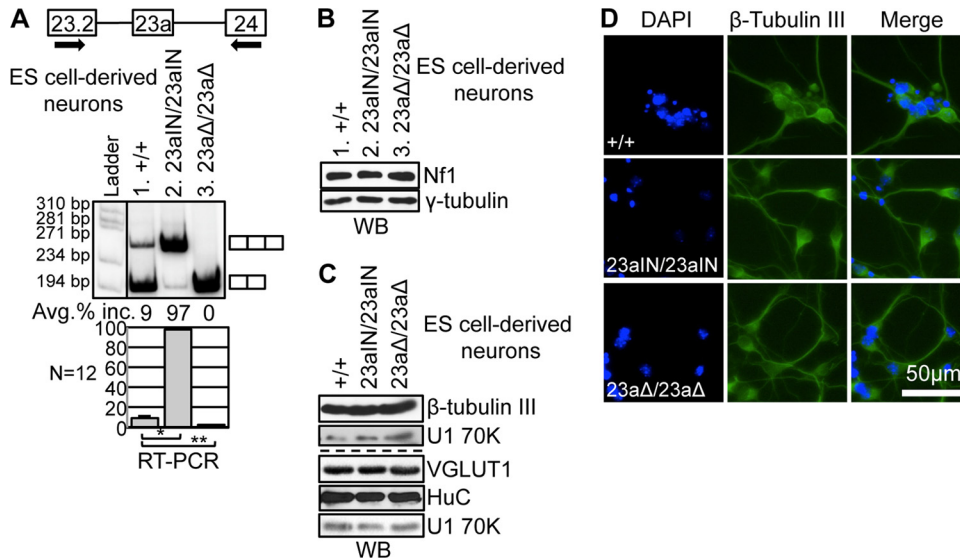 A
23.2 23a 24
ES cell-derived
neurons
Ladder
1. +/+
2. 23aIN/23aIN
3. 23aΔ/23aΔ
310 bp
281 bp
271 bp
234 bp
194 bp
Avg.% inc. 9 97 0
100
80
60
40
20
0
N=12
*
**
RT-PCR
B
1. +/+
2. 23aIN/23aIN
3. 23aΔ/23aΔ
ES cell-derived
neurons
Nf1
γ-tubulin
WB
C
+/+
23aIN/23aIN
23aΔ/23aΔ
ES cell-derived
neurons
β-tubulin III
U1 70K
VGLUT1
HuC
U1 70K
WB
D
DAPI β-Tubulin III Merge
+/+
23aIN/23aIN
23aΔ/23aΔ
50μm